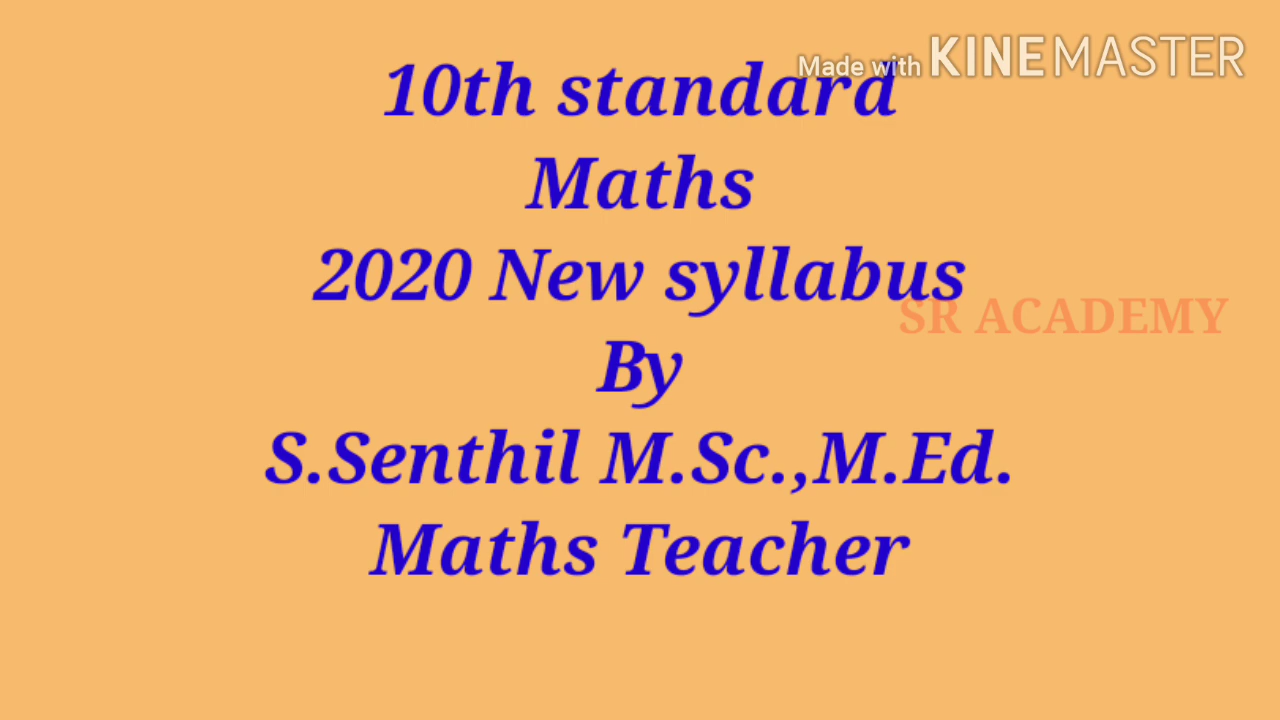 Made with KINEMASTER
10th standard
Maths
2020 New syllabus
SR ACADEMY
By
S.Senthil M.Sc.,M.Ed.
Maths Teacher